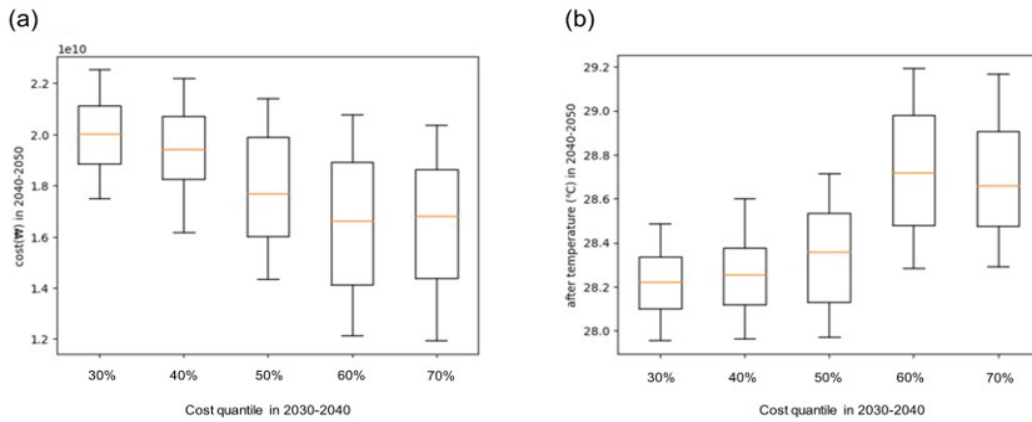 (a)
1e10
2.2
2.0
1.8
1.6
1.4
1.2
cost(₩) in 2040-2050
30% 40% 50% 60% 70%
Cost quantile in 2030-2040
(b)
29.2
29.0
28.8
28.6
28.4
28.2
28.0
after temperature (°C) in 2040-2050
30% 40% 50% 60% 70%
Cost quantile in 2030-2040